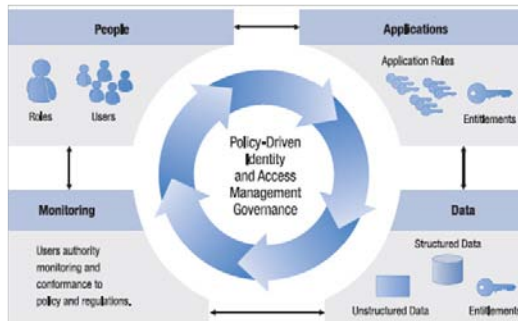 People
Applications
Roles
Users
Application Roles
Entitlements
Policy-Driven
Identity
and Access
Management
Governance
Monitoring
Users authority
monitoring and
conformance to
policy and regulations.
Data
Structured Data
Unstructured Data
Entitlements